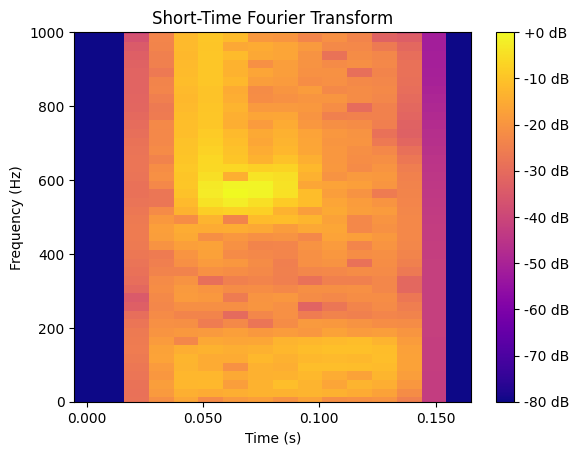 Short-Time Fourier Transform
1000
800
600
400
200
0
Frequency (Hz)
0.000
0.050
0.100
0.150
Time (s)
+0 dB
-10 dB
-20 dB
-30 dB
-40 dB
-50 dB
-60 dB
-70 dB
-80 dB